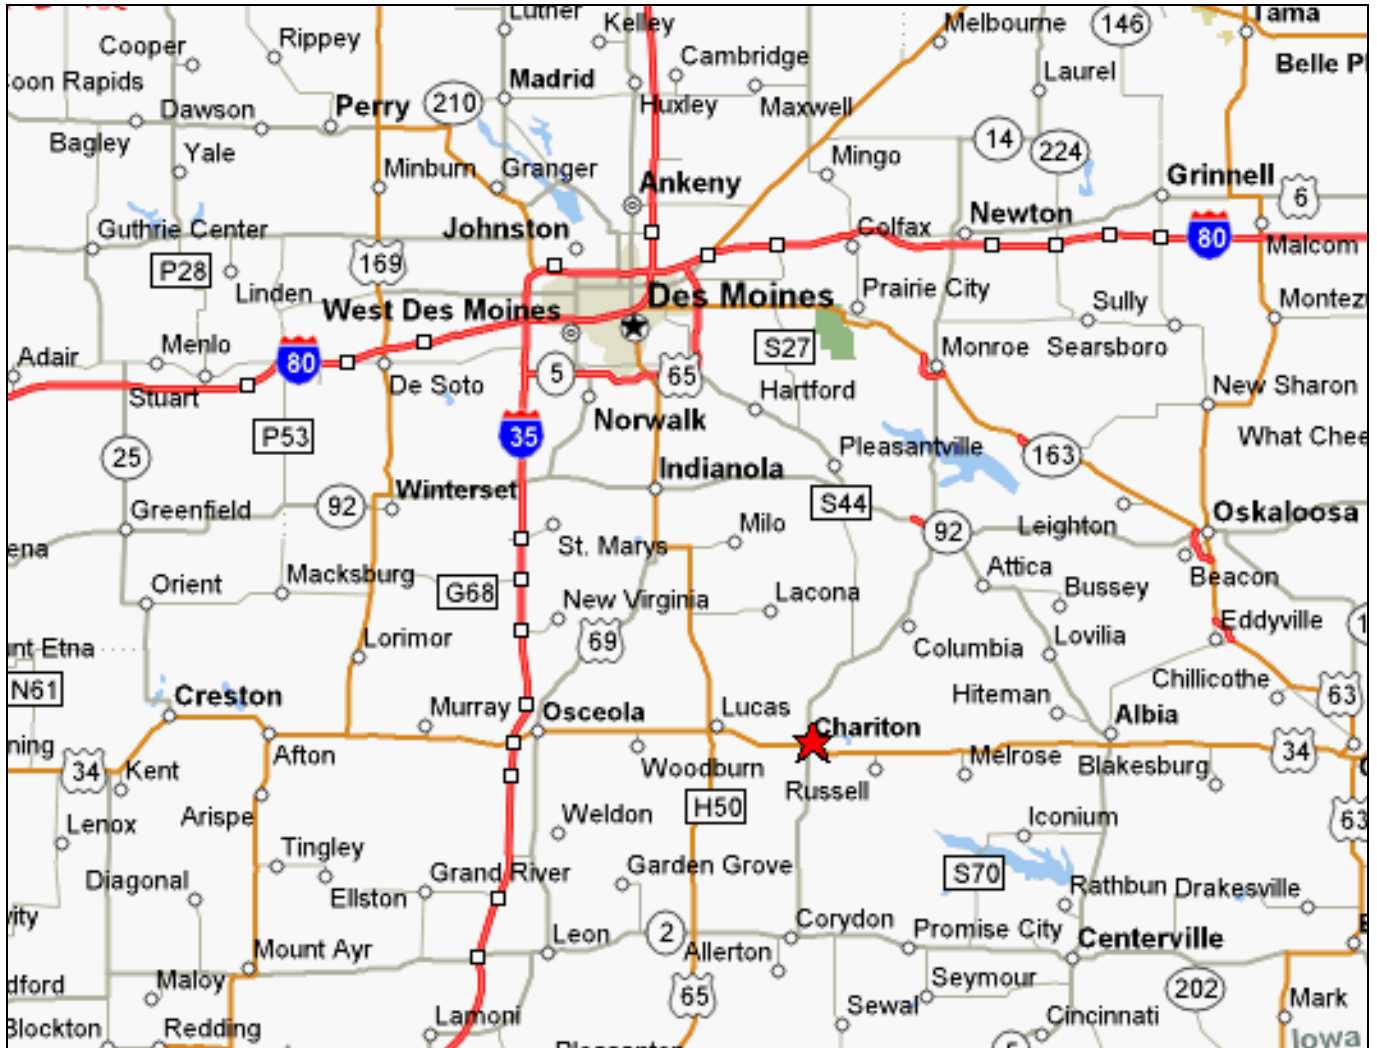 Luther
Kelley
Melbourne
146
Tama
Cooper
Rippey
Cambridge
Belle Pl
oon Rapids
Madrid
Laurel
Dawson
Perry
210
Huxley
Maxwell
Bagley
Yale
Minburn
Granger
Mingo
14
224
Grinnell
Ankeny
6
Guthrie Center
Johnston
Colfax
Newton
80
Malcom
P28
169
Linden
West Des Moines
Des Moines
Prairie City
Sully
Montez
Adair
Menlo
80
S27
Monroe
Searsboro
De Soto
5
65
Hartford
New Sharon
Stuart
P53
35
Norwalk
Pleasantville
163
What Chee
25
Indianola
Winterset
92
S44
Greenfield
Milo
92
Leighton
Oskaloosa
ena
St. Marys
Attica
Beacon
Orient
Macksburg
G68
New Virginia
Lacona
Bussey
Eddyville
1
nt Etna
Lorimor
69
Columbia
Lovilia
N61
Chillicothe
63
Creston
Murray
Osceola
Lucas
Hiteman
Albia
Chariton
ning
34
Kent
Afton
Woodburn
Russell
Melrose
Blakesburg
34
Arispe
H50
63
Lenox
Weldon
Iconium
Tingley
Diagonal
Ellston
Grand River
Garden Grove
S70
Rathbun
Drakesville
ity
Corydon
Promise City
Centerville
Mount Ayr
Leon
2
Allerton
dford
Maloy
65
Seymour
202
Mark
Blockton
Redding
Lamoni
Sewal
Cincinnati
5
Iowa
Pleasanton